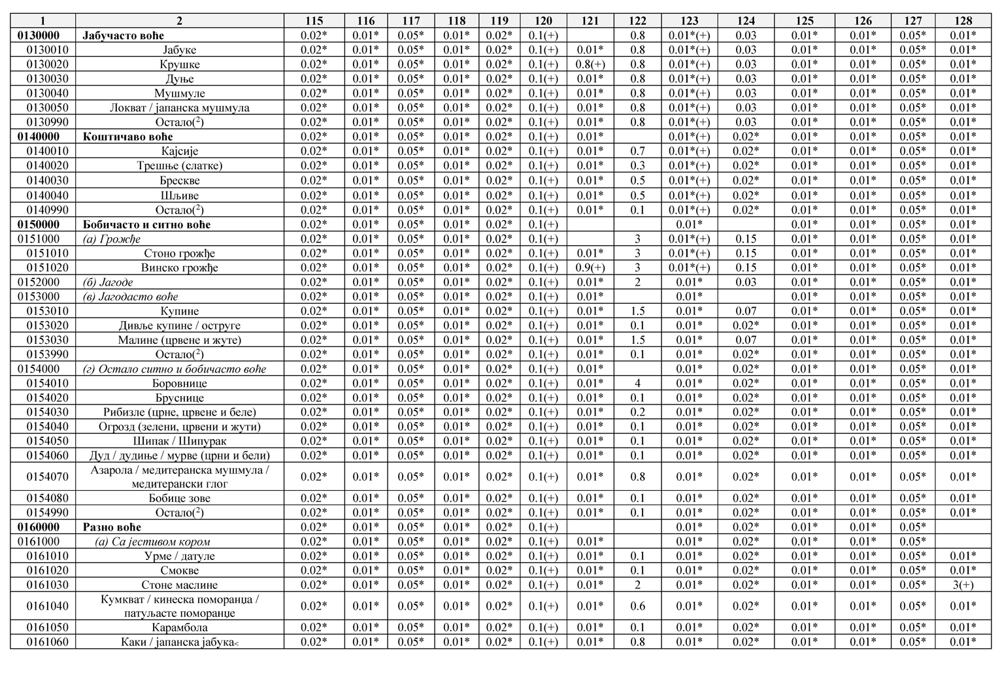 1 2 115 116 117 118 119 120 121 122 123 124 125 126 127 128
0130000 Јабучасто воће 0.02* 0.01* 0.05* 0.01* 0.02* 0.1(+) 0.8 0.01*(+) 0.03 0.01* 0.01* 0.05* 0.01*
0130010 Јабуке 0.02* 0.01* 0.05* 0.01* 0.02* 0.1(+) 0.01* 0.8 0.01*(+) 0.03 0.01* 0.01* 0.05* 0.01*
0130020 Крушке 0.02* 0.01* 0.05* 0.01* 0.02* 0.1(+) 0.8(+) 0.8 0.01*(+) 0.03 0.01* 0.01* 0.05* 0.01*
0130030 Дуње 0.02* 0.01* 0.05* 0.01* 0.02* 0.1(+) 0.01* 0.8 0.01*(+) 0.03 0.01* 0.01* 0.05* 0.01*
0130040 Мушмуле 0.02* 0.01* 0.05* 0.01* 0.02* 0.1(+) 0.01* 0.8 0.01*(+) 0.03 0.01* 0.01* 0.05* 0.01*
0130050 Локват / јапанска мушмула 0.02* 0.01* 0.05* 0.01* 0.02* 0.1(+) 0.01* 0.8 0.01*(+) 0.03 0.01* 0.01* 0.05* 0.01*
0130990 Остало(²) 0.02* 0.01* 0.05* 0.01* 0.02* 0.1(+) 0.01* 0.8 0.01*(+) 0.03 0.01* 0.01* 0.05* 0.01*
0140000 Коштичаво воће 0.02* 0.01* 0.05* 0.01* 0.02* 0.1(+) 0.01* 0.01*(+) 0.02* 0.01* 0.01* 0.05* 0.01*
0140010 Кајсије 0.02* 0.01* 0.05* 0.01* 0.02* 0.1(+) 0.01* 0.7 0.01*(+) 0.02* 0.01* 0.01* 0.05* 0.01*
0140020 Трешње (слатке) 0.02* 0.01* 0.05* 0.01* 0.02* 0.1(+) 0.01* 0.3 0.01*(+) 0.02* 0.01* 0.01* 0.05* 0.01*
0140030 Брескве 0.02* 0.01* 0.05* 0.01* 0.02* 0.1(+) 0.01* 0.5 0.01*(+) 0.02* 0.01* 0.01* 0.05* 0.01*
0140040 Шљиве 0.02* 0.01* 0.05* 0.01* 0.02* 0.1(+) 0.01* 0.5 0.01*(+) 0.02* 0.01* 0.01* 0.05* 0.01*
0140990 Остало(²) 0.02* 0.01* 0.05* 0.01* 0.02* 0.1(+) 0.01* 0.1 0.01*(+) 0.02* 0.01* 0.01* 0.05* 0.01*
0150000 Бобичасто и ситно воће 0.02* 0.01* 0.05* 0.01* 0.02* 0.1(+) 0.01* 0.01* 0.01* 0.05* 0.01*
0151000 (а) Грожђе 0.02* 0.01* 0.05* 0.01* 0.02* 0.1(+) 3 0.01*(+) 0.15 0.01* 0.01* 0.05* 0.01*
0151010 Стоно грожђе 0.02* 0.01* 0.05* 0.01* 0.02* 0.1(+) 0.01* 3 0.01*(+) 0.15 0.01* 0.01* 0.05* 0.01*
0151020 Винско грожђе 0.02* 0.01* 0.05* 0.01* 0.02* 0.1(+) 0.9(+) 3 0.01*(+) 0.15 0.01* 0.01* 0.05* 0.01*
0152000 (б) Јагоде 0.02* 0.01* 0.05* 0.01* 0.02* 0.1(+) 0.01* 2 0.01* 0.03 0.01* 0.01* 0.05* 0.01*
0153000 (в) Јагодасто воће 0.02* 0.01* 0.05* 0.01* 0.02* 0.1(+) 0.01* 0.01* 0.01* 0.01* 0.05* 0.01*
0153010 Купине 0.02* 0.01* 0.05* 0.01* 0.02* 0.1(+) 0.01* 1.5 0.01* 0.07 0.01* 0.01* 0.05* 0.01*
0153020 Дивље купине / оструге 0.02* 0.01* 0.05* 0.01* 0.02* 0.1(+) 0.01* 0.1 0.01* 0.02* 0.01* 0.01* 0.05* 0.01*
0153030 Малине (црвене и жуте) 0.02* 0.01* 0.05* 0.01* 0.02* 0.1(+) 0.01* 1.5 0.01* 0.07 0.01* 0.01* 0.05* 0.01*
0153990 Остало(²) 0.02* 0.01* 0.05* 0.01* 0.02* 0.1(+) 0.01* 0.1 0.01* 0.02* 0.01* 0.01* 0.05* 0.01*
0154000 (г) Остало ситно и бобичасто воће 0.02* 0.01* 0.05* 0.01* 0.02* 0.1(+) 0.01* 0.01* 0.02* 0.01* 0.01* 0.05* 0.01*
0154010 Боровнице 0.02* 0.01* 0.05* 0.01* 0.02* 0.1(+) 0.01* 4 0.01* 0.02* 0.01* 0.01* 0.05* 0.01*
0154020 Бруснице 0.02* 0.01* 0.05* 0.01* 0.02* 0.1(+) 0.01* 0.1 0.01* 0.02* 0.01* 0.01* 0.05* 0.01*
0154030 Рибизле (црне, црвене и беле) 0.02* 0.01* 0.05* 0.01* 0.02* 0.1(+) 0.01* 0.2 0.01* 0.02* 0.01* 0.01* 0.05* 0.01*
0154040 Огрозд (зелени, црвени и жути) 0.02* 0.01* 0.05* 0.01* 0.02* 0.1(+) 0.01* 0.1 0.01* 0.02* 0.01* 0.01* 0.05* 0.01*
0154050 Шипак / Шипурак 0.02* 0.01* 0.05* 0.01* 0.02* 0.1(+) 0.01* 0.1 0.01* 0.02* 0.01* 0.01* 0.05* 0.01*
0154060 Дуд / дудиње / мурве (црни и бели) 0.02* 0.01* 0.05* 0.01* 0.02* 0.1(+) 0.01* 0.1 0.01* 0.02* 0.01* 0.01* 0.05* 0.01*
Азарола / медитеранска мушмула /
0154070 медитерански глог 0.02* 0.01* 0.05* 0.01* 0.02* 0.1(+) 0.01* 0.8 0.01* 0.02* 0.01* 0.01* 0.05* 0.01*
0154080 Бобице зове 0.02* 0.01* 0.05* 0.01* 0.02* 0.1(+) 0.01* 0.1 0.01* 0.02* 0.01* 0.01* 0.05* 0.01*
0154990 Остало(²) 0.02* 0.01* 0.05* 0.01* 0.02* 0.1(+) 0.01* 0.1 0.01* 0.02* 0.01* 0.01* 0.05* 0.01*
0160000 Разно воће 0.02* 0.01* 0.05* 0.01* 0.02* 0.1(+) 0.01* 0.02* 0.01* 0.01* 0.05*
0161000 (а) Са јестивом кором 0.02* 0.01* 0.05* 0.01* 0.02* 0.1(+) 0.01* 0.01* 0.02* 0.01* 0.01* 0.05*
0161010 Урме / датуле 0.02* 0.01* 0.05* 0.01* 0.02* 0.1(+) 0.01* 0.1 0.01* 0.02* 0.01* 0.01* 0.05* 0.01*
0161020 Смокве 0.02* 0.01* 0.05* 0.01* 0.02* 0.1(+) 0.01* 0.1 0.01* 0.02* 0.01* 0.01* 0.05* 0.01*
0161030 Стоне маслине 0.02* 0.01* 0.05* 0.01* 0.02* 0.1(+) 0.01* 2 0.01* 0.02* 0.01* 0.01* 0.05* 3(+)
Кумкват / кинеска поморанџа /
0161040 патуљасте поморанџе 0.02* 0.01* 0.05* 0.01* 0.02* 0.1(+) 0.01* 0.6 0.01* 0.02* 0.01* 0.01* 0.05* 0.01*
0161050 Карамбола 0.02* 0.01* 0.05* 0.01* 0.02* 0.1(+) 0.01* 0.1 0.01* 0.02* 0.01* 0.01* 0.05* 0.01*
0161060 Каки / јапанска јабука< 0.02* 0.01* 0.05* 0.01* 0.02* 0.1(+) 0.01* 0.8 0.01* 0.02* 0.01* 0.01* 0.05* 0.01*